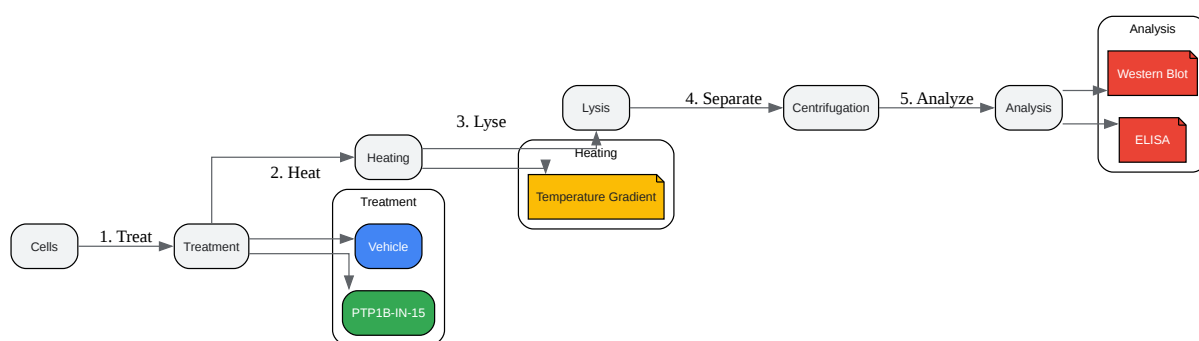 Cells
1. Treat
Treatment
2. Heat
Heating
Treatment
Vehicle
PTP1B-IN-15
3. Lyse
Lysis
Heating
Temperature Gradient
4. Separate
Centrifugation
5. Analyze
Analysis
Analysis
Western Blot
ELISA